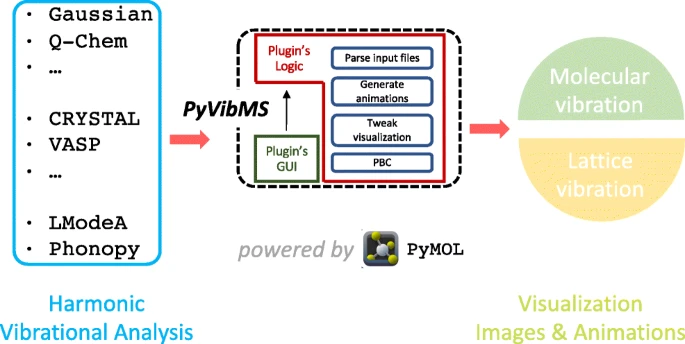 · Gaussian
· Q-Chem
· …
· CRYSTAL
· VASP
· …
· LModeA
· Phonopy
Harmonic
Vibrational Analysis
PyVibMS
Plugin's
Logic
Plugin's
GUI
Parse input files
Generate
animations
Tweak
visualization
PBC
powered by PyMOL
Molecular
vibration
Lattice
vibration
Visualization
Images & Animations